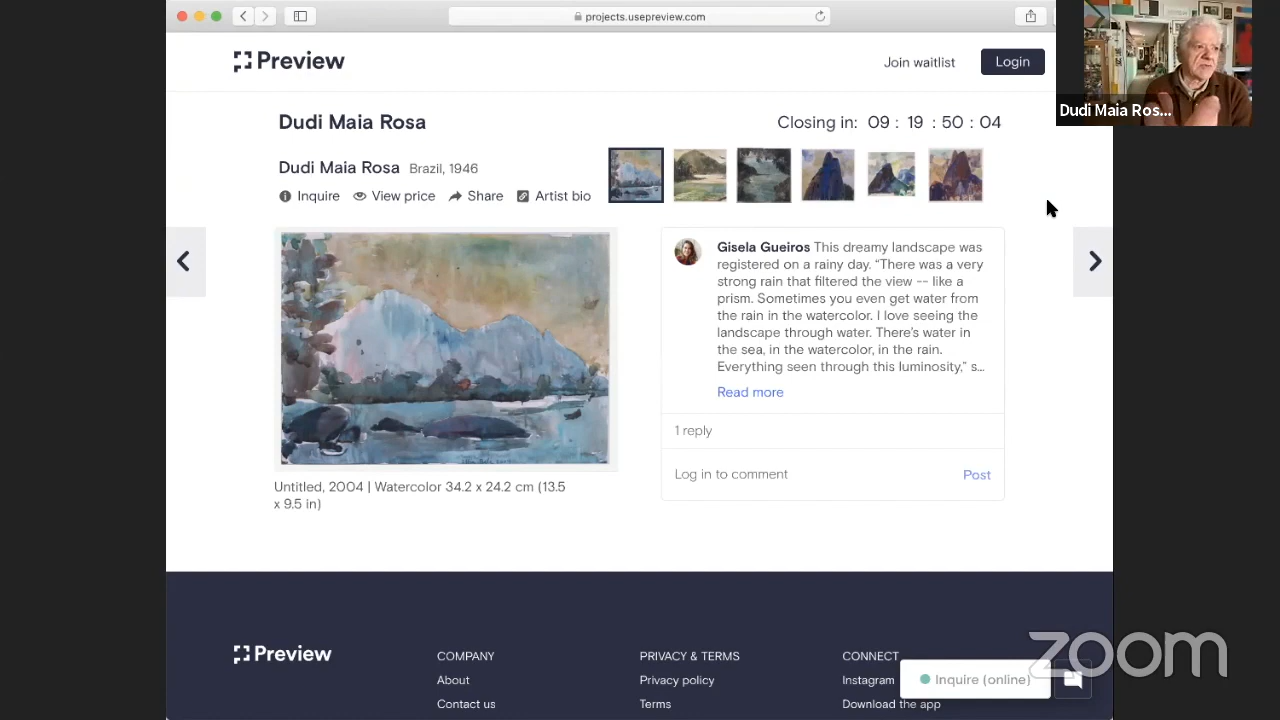 projects.usepreview.com
Preview
Join waitlist
Login
Dudi Maia Ros...
Dudi Maia Rosa
Closing in: 09 : 19 : 50 : 04
Dudi Maia Rosa Brazil, 1946
Inquire View price Share Artist bio
Gisela Gueiros This dreamy landscape was
registered on a rainy day. “There was a very
strong rain that filtered the view -- like a
prism. Sometimes you even get water from
the rain in the watercolor. I love seeing the
landscape through water. There’s water in
the sea, in the watercolor, in the rain.
Everything seen through this luminosity,” s...
Read more
1 reply
Log in to comment Post
Untitled, 2004 | Watercolor 34.2 x 24.2 cm (13.5
x 9.5 in)
Preview
COMPANY
About
Contact us
PRIVACY & TERMS
Privacy policy
Terms
CONNECT
Instagram
Download the app
Inquire (online)
zoom